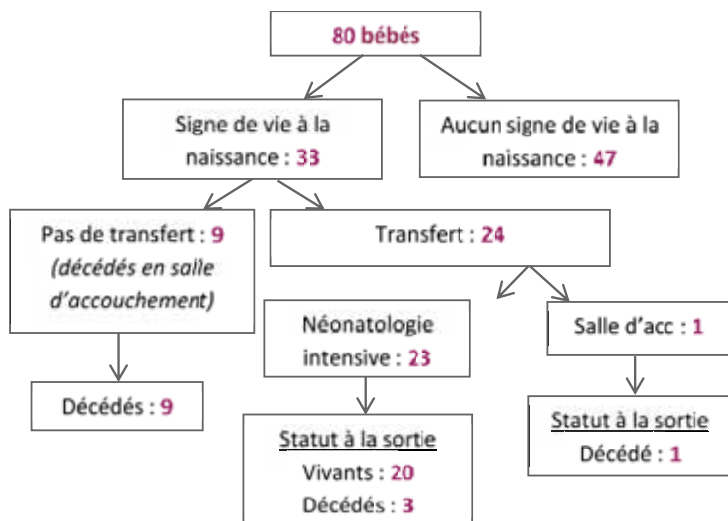 80 bébés
Signe de vie à la
naissance : 33
Aucun signe de vie à la
naissance : 47
Pas de transfert : 9
(décédés en salle
d'accouchement)
Transfert : 24
Néonatologie
intensive : 23
Salle d'acc : 1
Décédés : 9
Statut à la sortie
Vivants : 20
Décédés : 3
Statut à la sortie
Décédé : 1